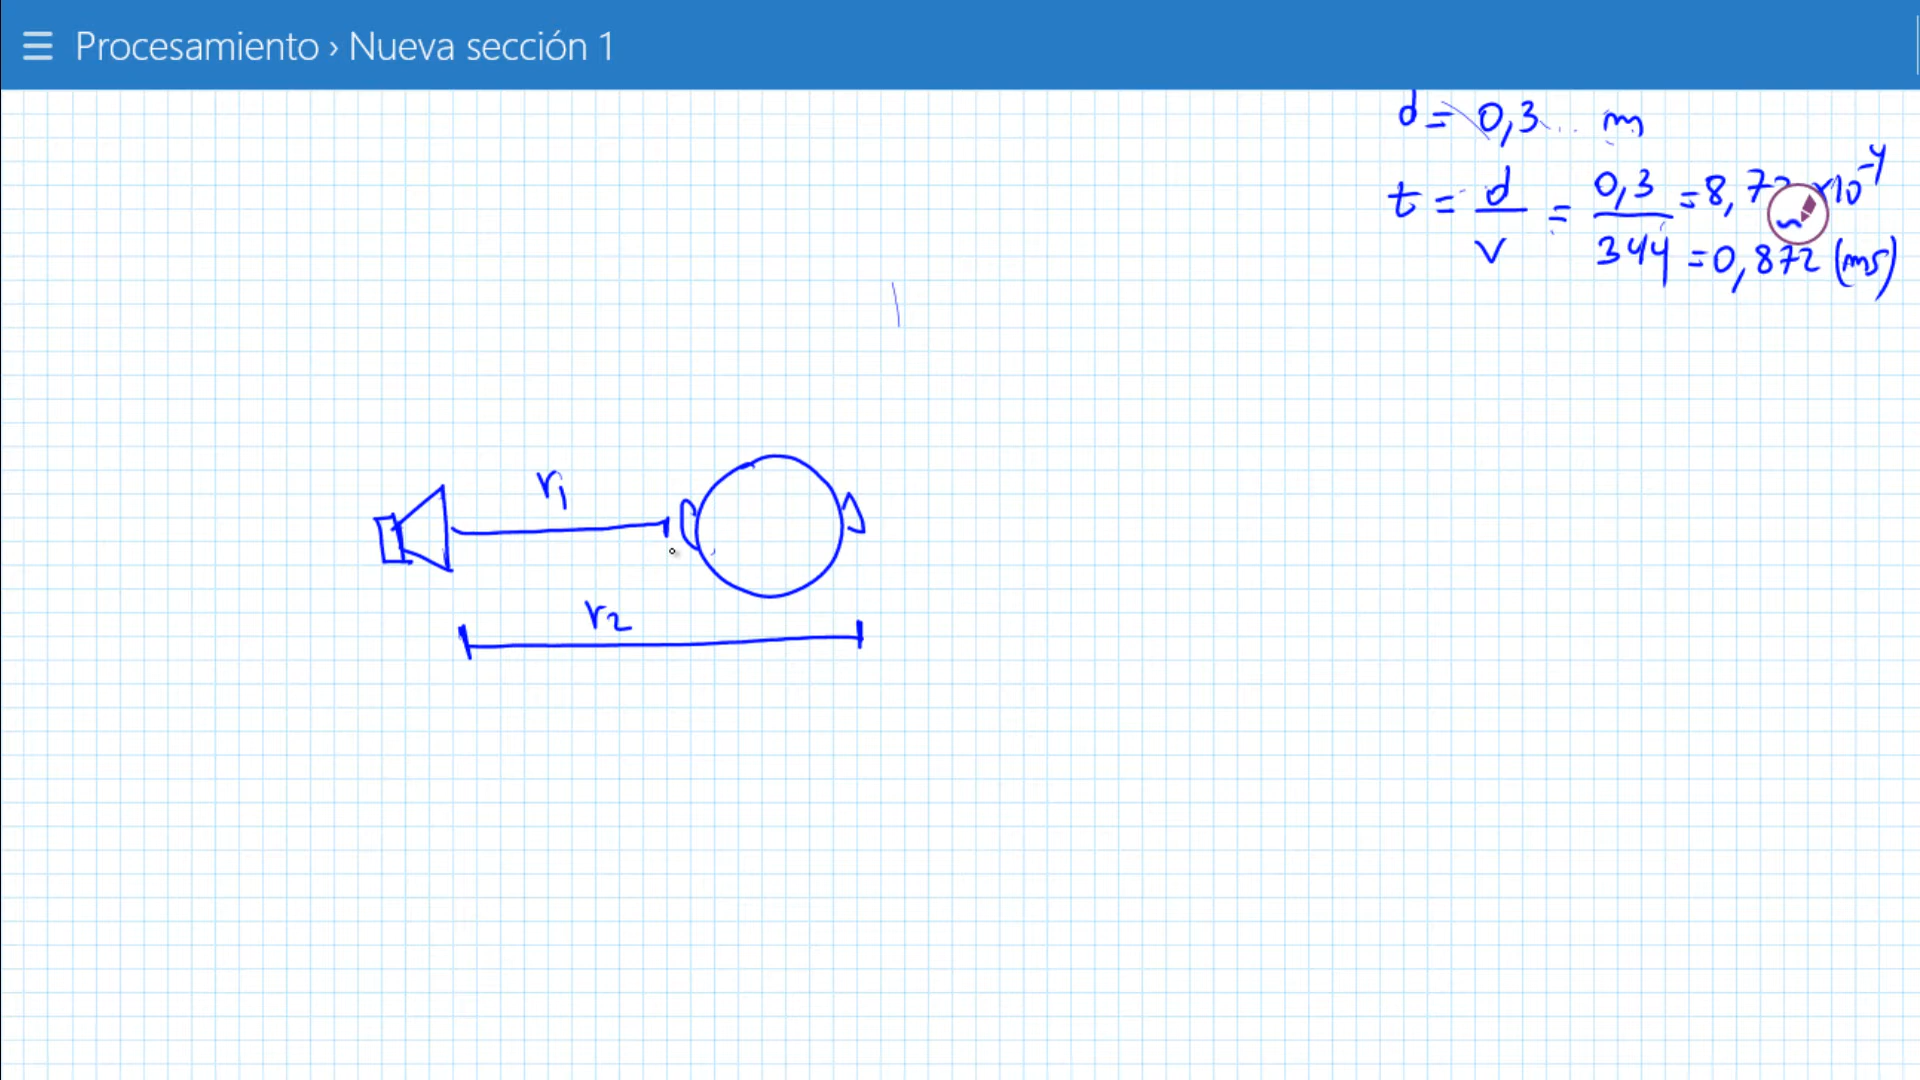 Procesamiento › Nueva sección 1
d = 0,3... m
t = d/v = 0,3/344 = 8,72 x10^-4
= 0,872 (ms)
r1
r2